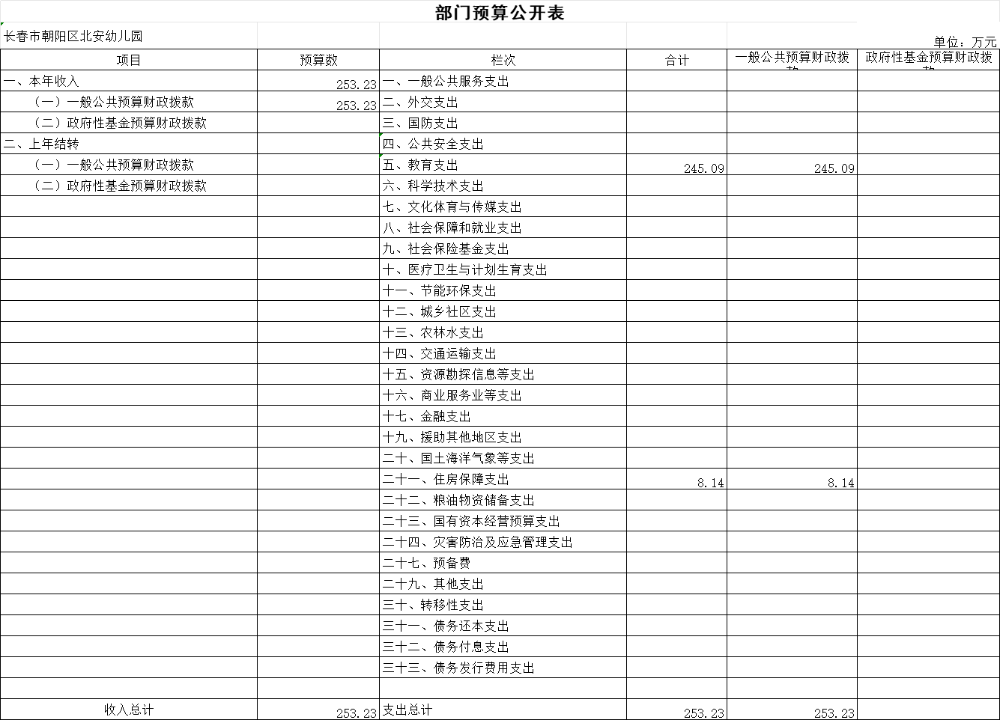 部门预算公开表
长春市朝阳区北安幼儿园
单位：万元
项目 预算数 栏次 合计 一般公共预算财政拨款 政府性基金预算财政拨款
一、本年收入 253.23 一、一般公共服务支出
（一）一般公共预算财政拨款 253.23 二、外交支出
（二）政府性基金预算财政拨款 三、国防支出
二、上年结转 四、公共安全支出
（一）一般公共预算财政拨款 五、教育支出 245.09 245.09
（二）政府性基金预算财政拨款 六、科学技术支出
七、文化体育与传媒支出
八、社会保障和就业支出
九、社会保险基金支出
十、医疗卫生与计划生育支出
十一、节能环保支出
十二、城乡社区支出
十三、农林水支出
十四、交通运输支出
十五、资源勘探信息等支出
十六、商业服务业等支出
十七、金融支出
十九、援助其他地区支出
二十、国土海洋气象等支出
二十一、住房保障支出 8.14 8.14
二十二、粮油物资储备支出
二十三、国有资本经营预算支出
二十四、灾害防治及应急管理支出
二十七、预备费
二十九、其他支出
三十、转移性支出
三十一、债务还本支出
三十二、债务付息支出
三十三、债务发行费用支出
收入总计 253.23 支出总计 253.23 253.23